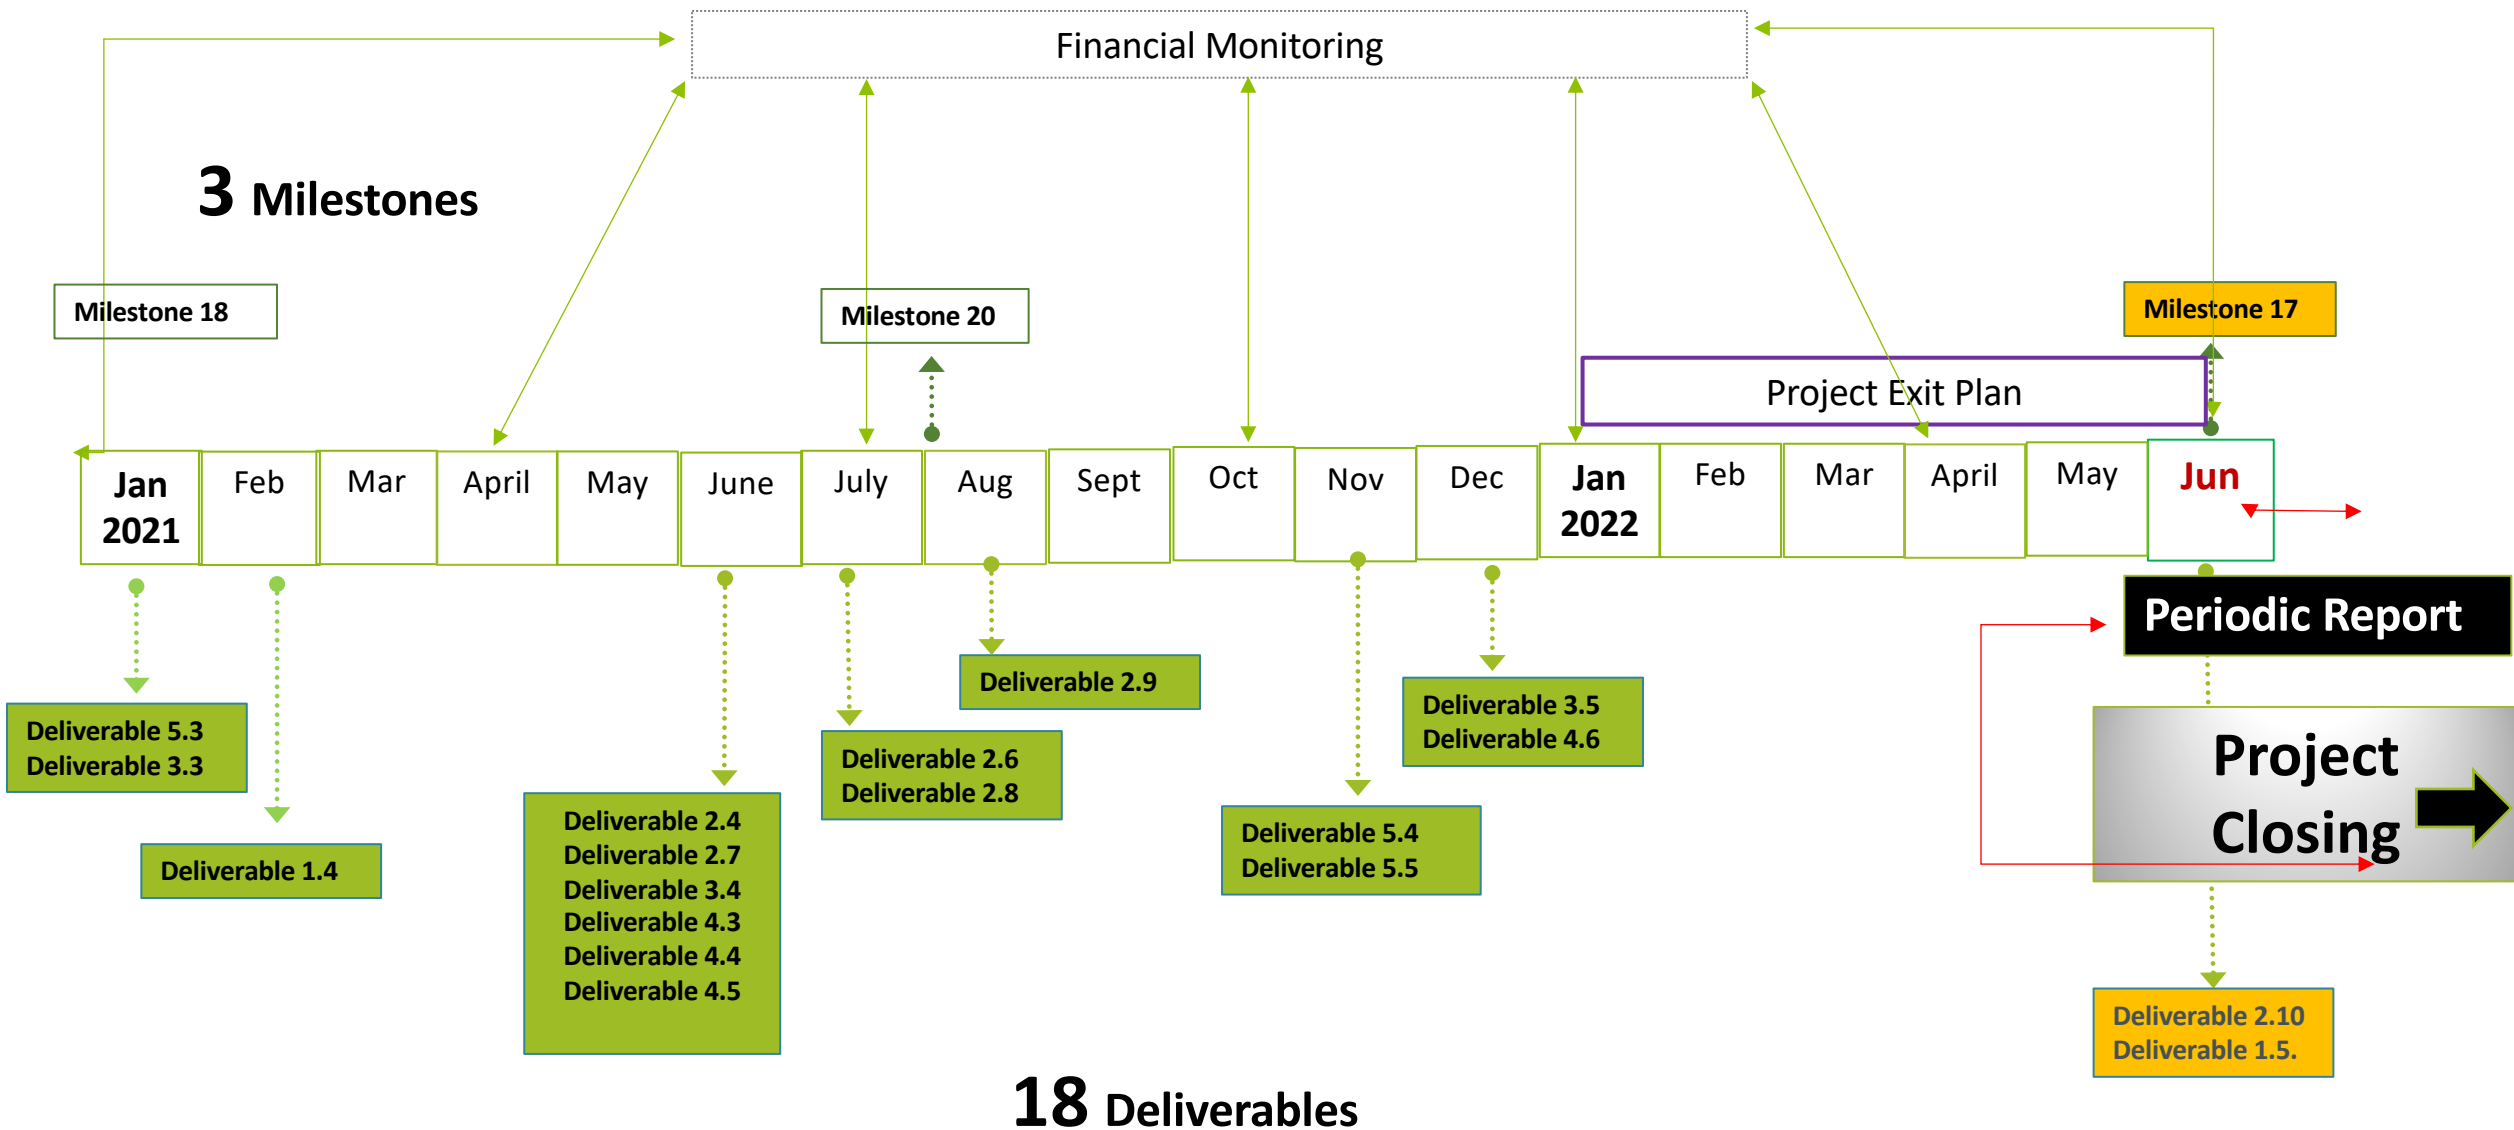 Financial Monitoring
3 Milestones
Milestone 18
Milestone 20
Milestone 17
Project Exit Plan
Jan
2021
Feb
Mar
April
May
June
July
Aug
Sept
Oct
Nov
Dec
Jan
2022
Feb
Mar
April
May
Jun
Periodic Report
Deliverable 5.3
Deliverable 3.3
Deliverable 1.4
Deliverable 2.4
Deliverable 2.7
Deliverable 3.4
Deliverable 4.3
Deliverable 4.4
Deliverable 4.5
Deliverable 2.6
Deliverable 2.8
Deliverable 2.9
Deliverable 5.4
Deliverable 5.5
Deliverable 3.5
Deliverable 4.6
Project
Closing
Deliverable 2.10
Deliverable 1.5.
18 Deliverables